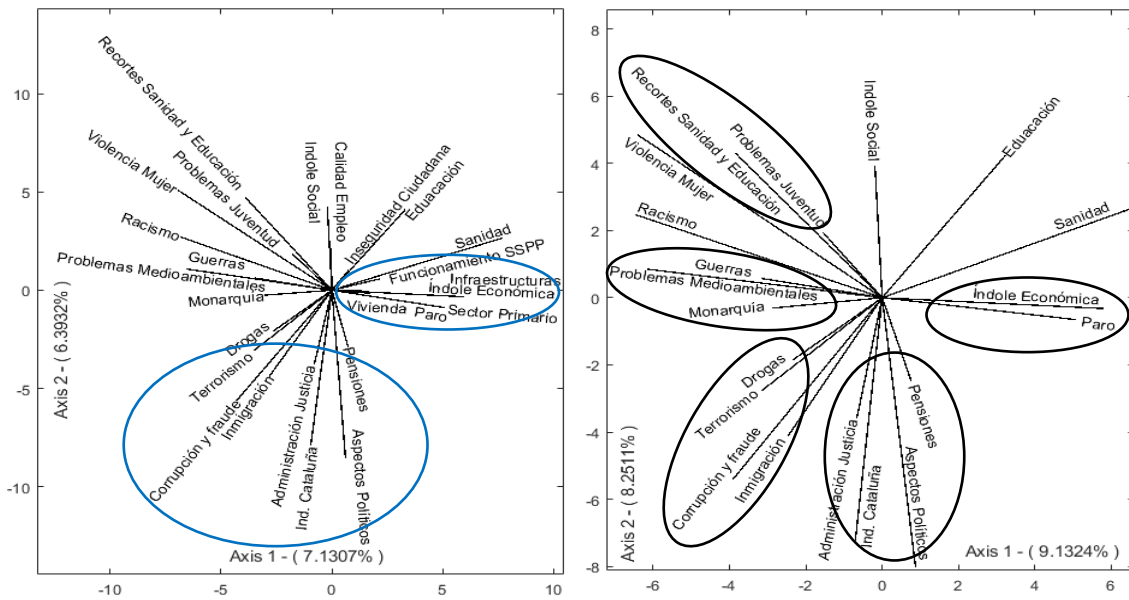 10
5
0
-5
-10
-10
-5
0
5
10
Axis 2 - ( 6.3932% )
Axis 1 - ( 7.1307% )
Recortes Sanidad y Educación
Violencia Mujer
Problemas Juventud
Racismo
Guerras
Problemas Medioambientales
Monarquía
Indole Social
Calidad Empleo
Inseguridad Ciudadana
Educación
Sanidad
Funcionamiento SSPP
Infraestructuras
Índole Económica
Vivienda
Paro
Sector Primario
Drogas
Terrorismo
Corrupción y fraude
Inmigración
Administración Justicia
Ind. Cataluña
Pensiones
Aspectos Políticos
8
6
4
2
0
-2
-4
-6
-8
-6
-4
-2
0
2
4
6
Axis 2 - ( 8.2511% )
Axis 1 - ( 9.1324% )
Recortes Sanidad y Educación
Problemas Juventud
Violencia Mujer
Racismo
Guerras
Problemas Medioambientales
Monarquía
Indole Social
Eduacación
Sanidad
Índole Económica
Paro
Drogas
Terrorismo
Corrupción y fraude
Inmigración
Administración Justicia
Ind. Cataluña
Pensiones
Aspectos Políticos